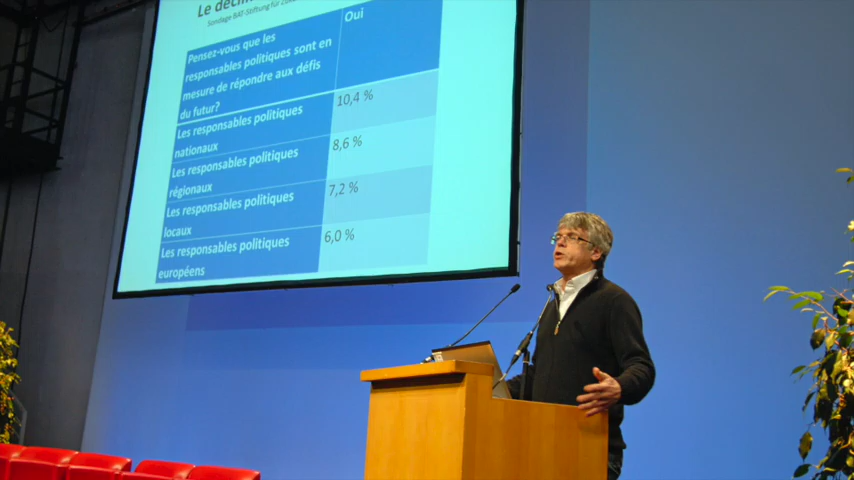 Le déclin
Sondage BAT-Stiftung für
Pensez-vous que les
responsables politiques sont en
mesure de répondre aux défis
du futur?
Oui
Les responsables politiques
nationaux
10,4 %
Les responsables politiques
régionaux
8,6 %
Les responsables politiques
locaux
7,2 %
Les responsables politiques
européens
6,0 %